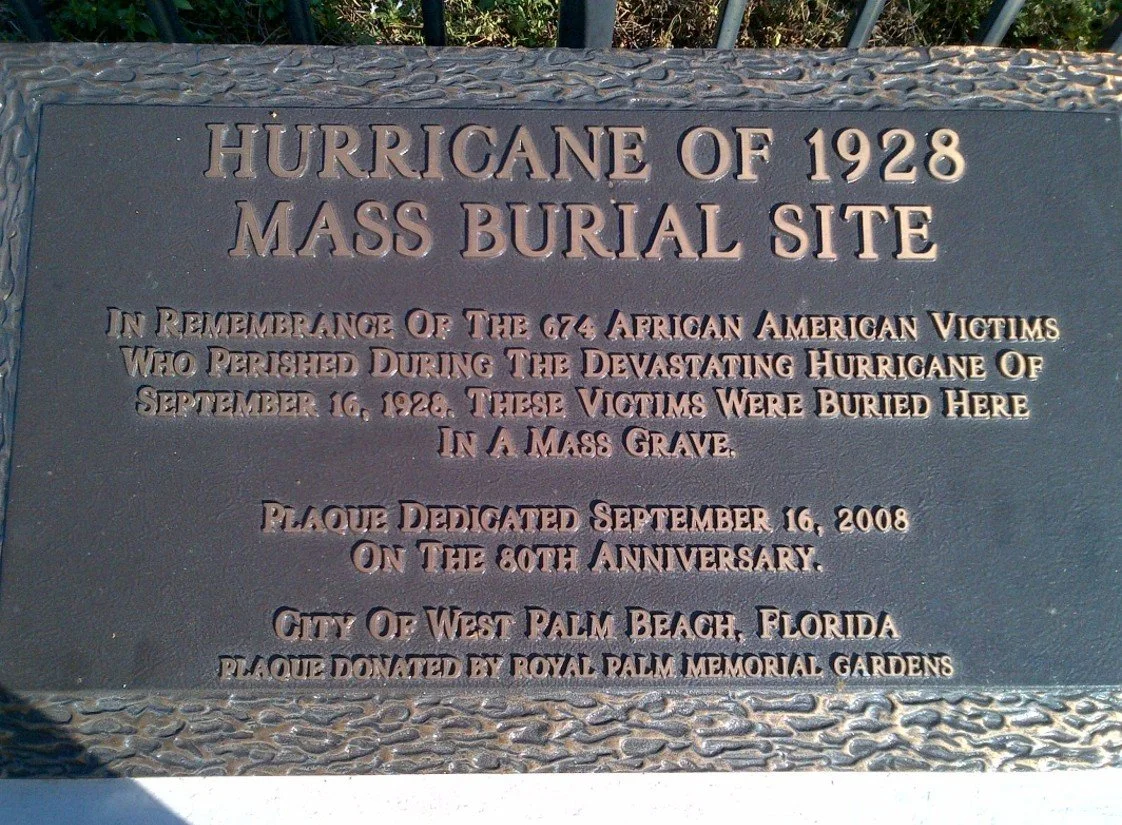 HURRICANE OF 1928
MASS BURIAL SITE
IN REMEMBRANCE OF THE 674 AFRICAN AMERICAN VICTIMS
WHO PERISHED DURING THE DEVASTATING HURRICANE OF
SEPTEMBER 16, 1928. THESE VICTIMS WERE BURIED HERE
IN A MASS GRAVE.
PLAQUE DEDICATED SEPTEMBER 16, 2008
ON THE 80TH ANNIVERSARY.
CITY OF WEST PALM BEACH, FLORIDA
PLAQUE DONATED BY ROYAL PALM MEMORIAL GARDENS